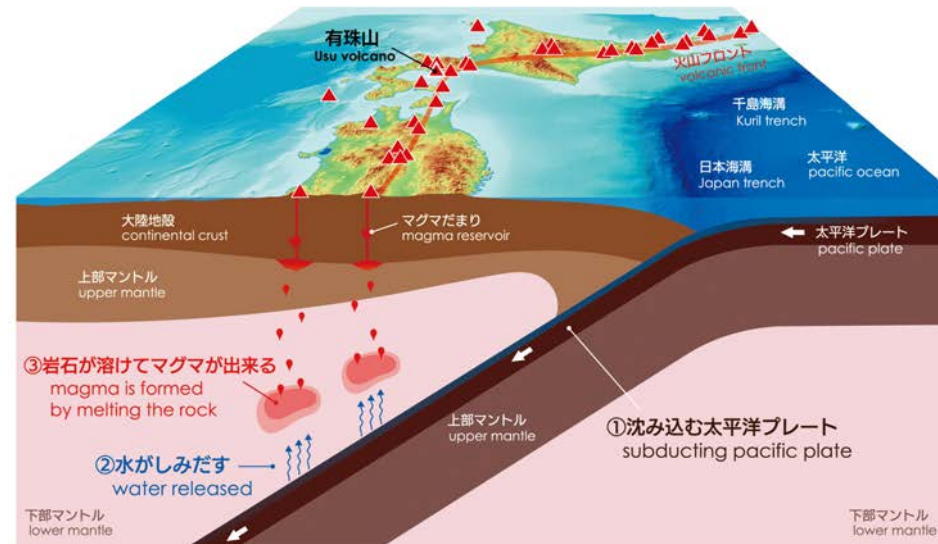 有珠山
Usu volcano
火山フロント
volcanic front
千島海溝
Kuril trench
日本海溝
Japan trench
太平洋
pacific ocean
大陸地殻
continental crust
マグマだまり
magma reservoir
太平洋プレート
pacific plate
上部マントル
upper mantle
③岩石が溶けてマグマが出来る
magma is formed
by melting the rock
上部マントル
upper mantle
①沈み込む太平洋プレート
subducting pacific plate
②水がしみだす
water released
下部マントル
lower mantle
下部マントル
lower mantle